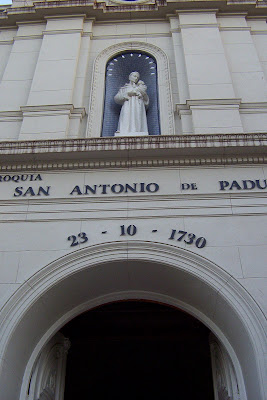 ROQUIA
SAN ANTONIO DE PADU
23 - 10 - 1730